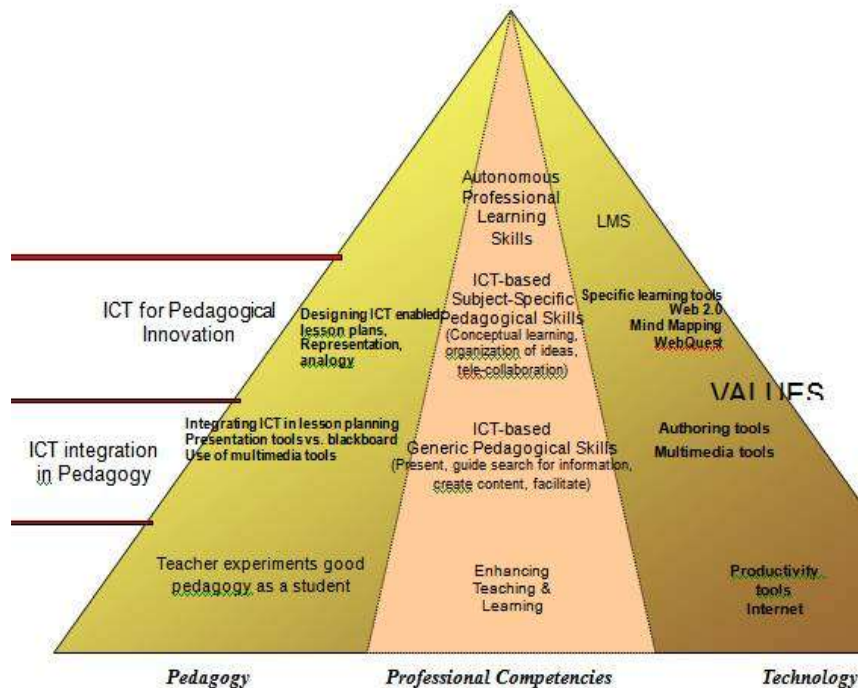 Autonomous
Professional
Learning
Skills
LMS
ICT for Pedagogical
Innovation
Designing ICT enabled
lesson plans,
Representation,
analogy
ICT-based
Subject-Specific
Pedagogical Skills
(Conceptual learning,
organization of ideas,
tele-collaboration)
Specific learning tools
Web 2.0
Mind Mapping
WebQuest
VALUES
ICT integration
in Pedagogy
Integrating ICT in lesson planning
Presentation tools vs. blackboard
Use of multimedia tools
ICT-based
Generic Pedagogical Skills
(Present, guide search for information,
create content, facilitate)
Authoring tools
Multimedia tools
Teacher experiments good
pedagogy as a student
Enhancing
Teaching &
Learning
Productivity
tools
Internet
Pedagogy
Professional Competencies
Technology